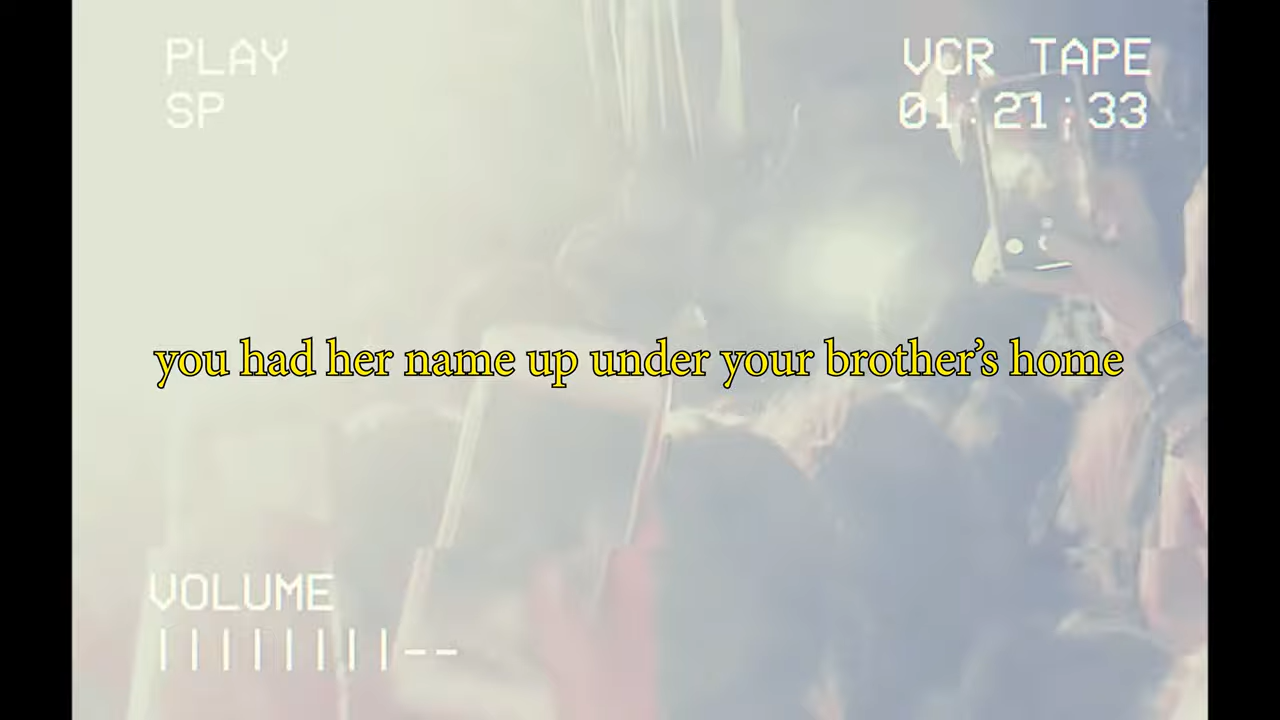 PLAY
SP
VCR TAPE
01:21:33
you had her name up under your brother’s home
VOLUME
||||||||--